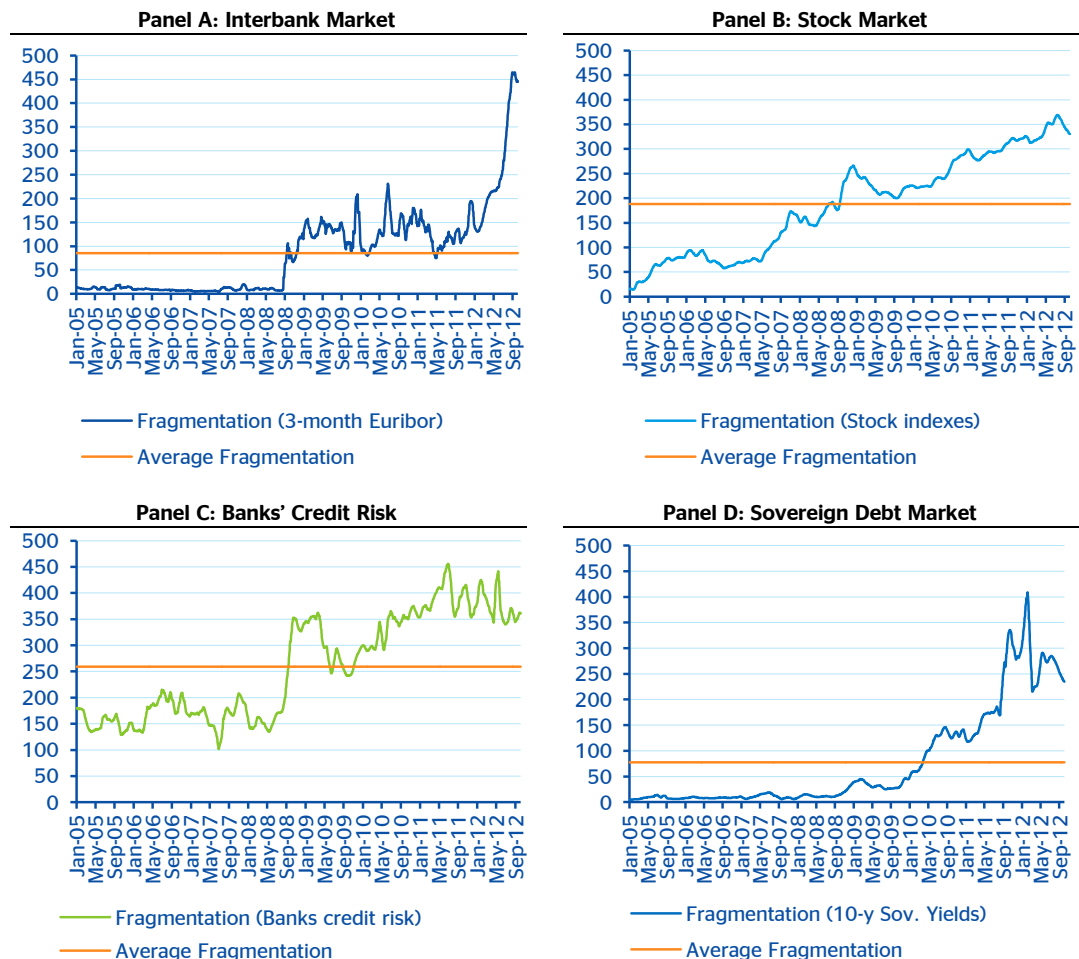 Panel A: Interbank Market
500
450
400
350
300
250
200
150
100
50
0
Jan-05
May-05
Sep-05
Jan-06
May-06
Sep-06
Jan-07
May-07
Sep-07
Jan-08
May-08
Sep-08
Jan-09
May-09
Sep-09
Jan-10
May-10
Sep-10
Jan-11
May-11
Sep-11
Jan-12
May-12
Sep-12
Fragmentation (3-month Euribor)
Average Fragmentation
Panel B: Stock Market
500
450
400
350
300
250
200
150
100
50
0
Jan-05
May-05
Sep-05
Jan-06
May-06
Sep-06
Jan-07
May-07
Sep-07
Jan-08
May-08
Sep-08
Jan-09
May-09
Sep-09
Jan-10
May-10
Sep-10
Jan-11
May-11
Sep-11
Jan-12
May-12
Sep-12
Fragmentation (Stock indexes)
Average Fragmentation
Panel C: Banks' Credit Risk
500
450
400
350
300
250
200
150
100
50
0
Jan-05
May-05
Sep-05
Jan-06
May-06
Sep-06
Jan-07
May-07
Sep-07
Jan-08
May-08
Sep-08
Jan-09
May-09
Sep-09
Jan-10
May-10
Sep-10
Jan-11
May-11
Sep-11
Jan-12
May-12
Sep-12
Fragmentation (Banks credit risk)
Average Fragmentation
Panel D: Sovereign Debt Market
500
450
400
350
300
250
200
150
100
50
0
Jan-05
May-05
Sep-05
Jan-06
May-06
Sep-06
Jan-07
May-07
Sep-07
Jan-08
May-08
Sep-08
Jan-09
May-09
Sep-09
Jan-10
May-10
Sep-10
Jan-11
May-11
Sep-11
Jan-12
May-12
Sep-12
Fragmentation (10-y Sov. Yields)
Average Fragmentation